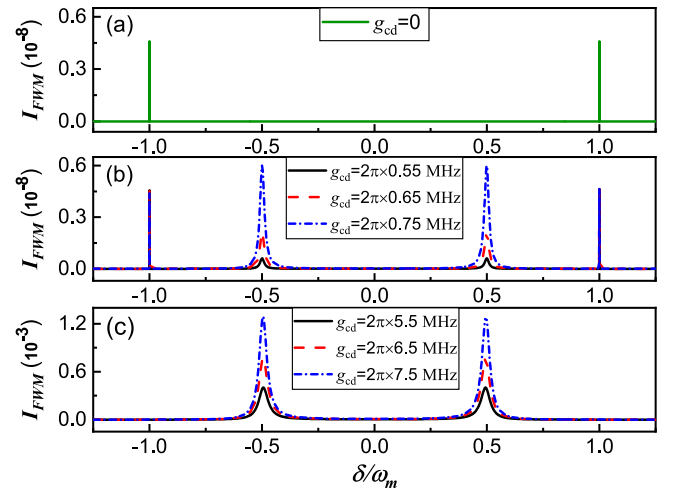 (a)
g_cd=0
I_FWM (10^-8)
0.6
0.3
0.0
-1.0 -0.5 0.0 0.5 1.0
(b)
g_cd=2π×0.55 MHz
g_cd=2π×0.65 MHz
g_cd=2π×0.75 MHz
I_FWM (10^-8)
0.6
0.3
0.0
-1.0 -0.5 0.0 0.5 1.0
(c)
g_cd=2π×5.5 MHz
g_cd=2π×6.5 MHz
g_cd=2π×7.5 MHz
I_FWM (10^-3)
1.2
0.6
0.0
-1.0 -0.5 0.0 0.5 1.0
δ/ω_m